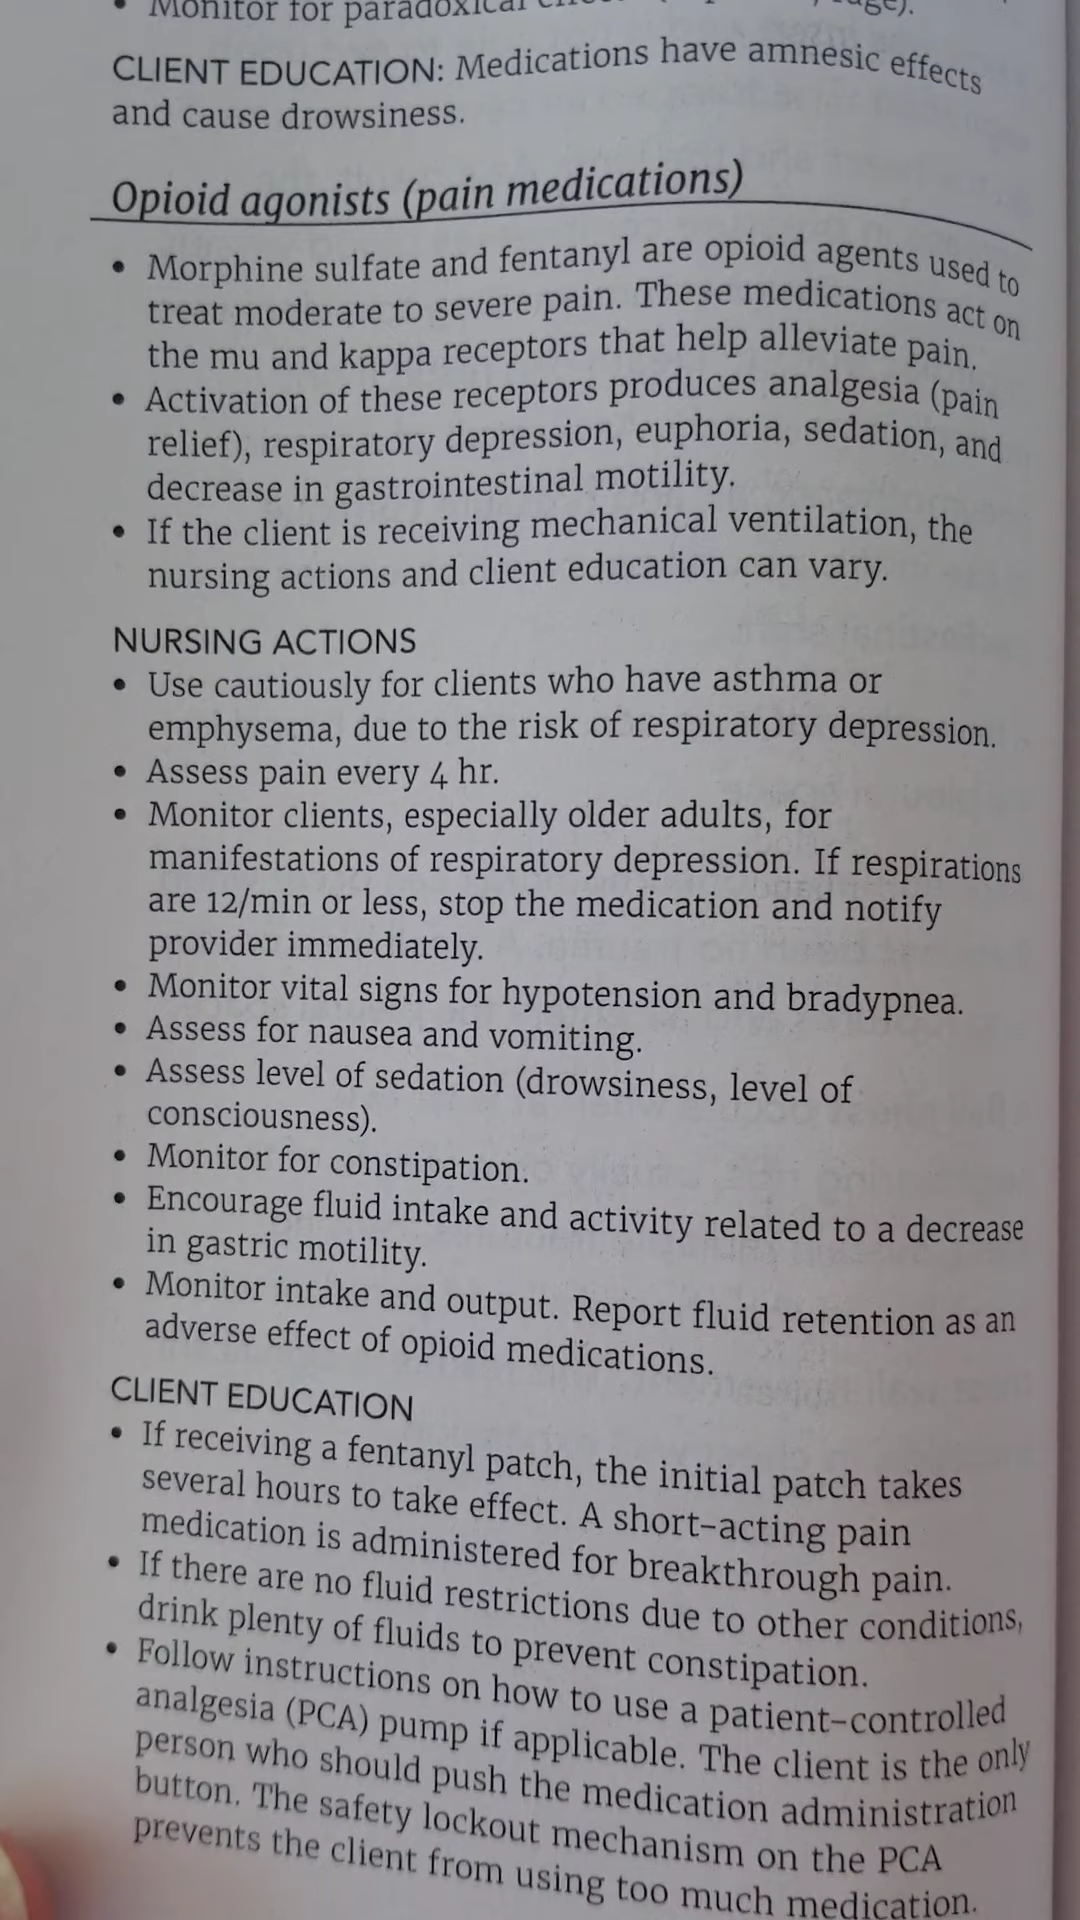 • Monitor for paradoxical
CLIENT EDUCATION: Medications have amnesic effects
and cause drowsiness.
Opioid agonists (pain medications)
• Morphine sulfate and fentanyl are opioid agents used to
treat moderate to severe pain. These medications act on
the mu and kappa receptors that help alleviate pain.
• Activation of these receptors produces analgesia (pain
relief), respiratory depression, euphoria, sedation, and
decrease in gastrointestinal motility.
• If the client is receiving mechanical ventilation, the
nursing actions and client education can vary.
NURSING ACTIONS
• Use cautiously for clients who have asthma or
emphysema, due to the risk of respiratory depression.
• Assess pain every 4 hr.
• Monitor clients, especially older adults, for
manifestations of respiratory depression. If respirations
are 12/min or less, stop the medication and notify
provider immediately.
• Monitor vital signs for hypotension and bradypnea.
• Assess for nausea and vomiting.
• Assess level of sedation (drowsiness, level of
consciousness).
• Monitor for constipation.
• Encourage fluid intake and activity related to a decrease
in gastric motility.
• Monitor intake and output. Report fluid retention as an
adverse effect of opioid medications.
CLIENT EDUCATION
• If receiving a fentanyl patch, the initial patch takes
several hours to take effect. A short-acting pain
medication is administered for breakthrough pain.
• If there are no fluid restrictions due to other conditions,
drink plenty of fluids to prevent constipation.
• Follow instructions on how to use a patient-controlled
analgesia (PCA) pump if applicable. The client is the only
person who should push the medication administration
button. The safety lockout mechanism on the PCA
prevents the client from using too much medication.